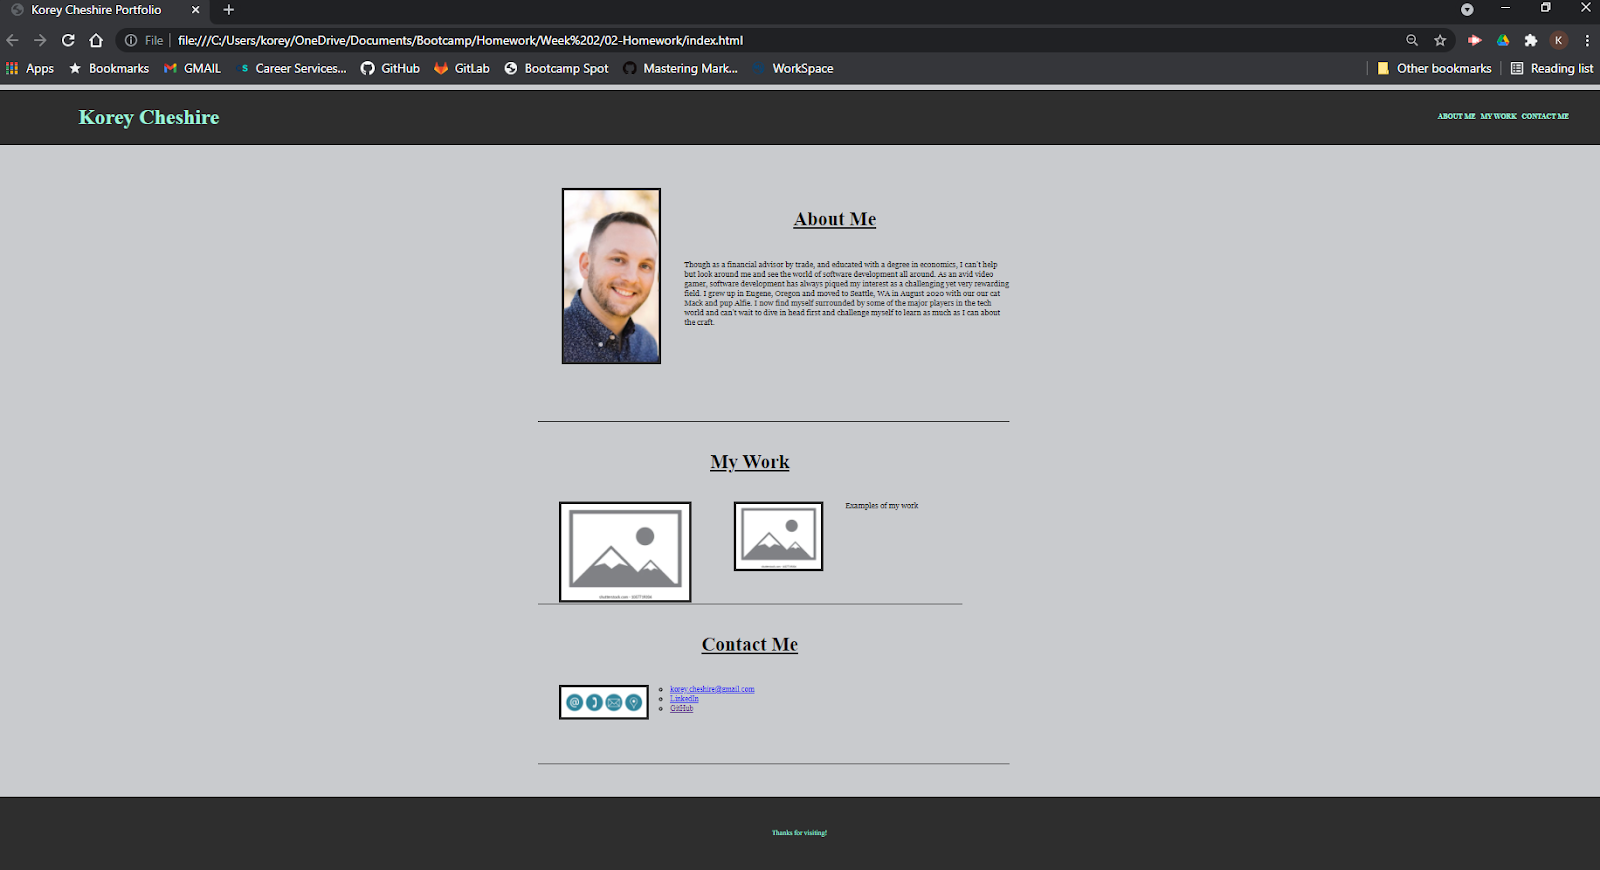 Korey Cheshire Portfolio
File file:///C:/Users/korey/OneDrive/Documents/Bootcamp/Homework/Week%202/02-Homework/index.html
K
Apps Bookmarks GMAIL Career Services... GitHub GitLab Bootcamp Spot Mastering Mark... WorkSpace Other bookmarks Reading list
Korey Cheshire
ABOUT ME MY WORK CONTACT ME
About Me
Though as a financial advisor by trade, and educated with a degree in economics, I can't help
but look around me and see the world of software development all around. As an avid video
gamer, software development has always piqued my interest as a challenging yet very rewarding
field. I grew up in Eugene, Oregon and moved to Seattle, WA in August 2020 with our our cat
Mack and pup Alfie. I now find myself surrounded by some of the major players in the tech
world and can't wait to dive in head first and challenge myself to learn as much as I can about
the craft.
My Work
Examples of my work
Contact Me
korey.cheshire@gmail.com
LinkedIn
GitHub
Thanks for visiting!